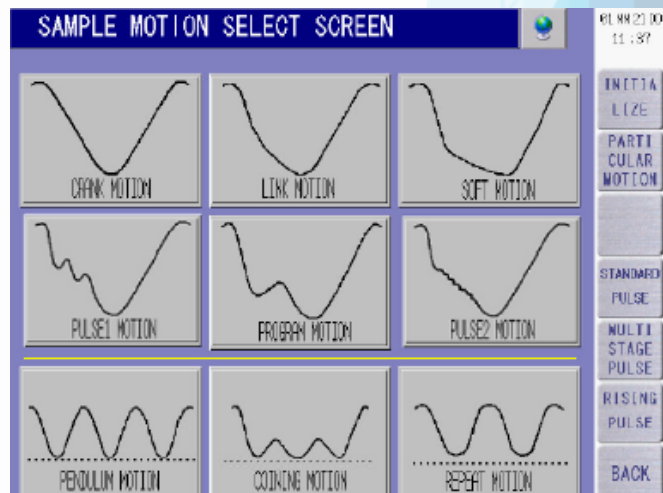 SAMPLE MOTION SELECT SCREEN
11:37
INITIA
LIZE
PARTI
CULAR
MOTION
CRANK MOTION
LINK MOTION
SOFT MOTION
STANDARD
PULSE
PULSE1 MOTION
PROGRAM MOTION
PULSE2 MOTION
MULTI
STAGE
PULSE
RISING
PULSE
PENDULUM MOTION
COINING MOTION
REPEAT MOTION
BACK